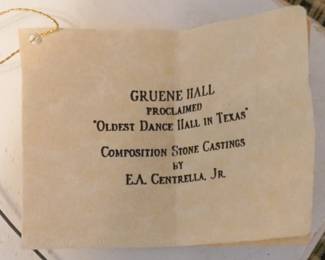 GRUENE HALL
PROCLAIMED
"OLDEST DANCE HALL IN TEXAS"
COMPOSITION STONE CASTINGS
BY
E.A. CENTRELLA, JR.